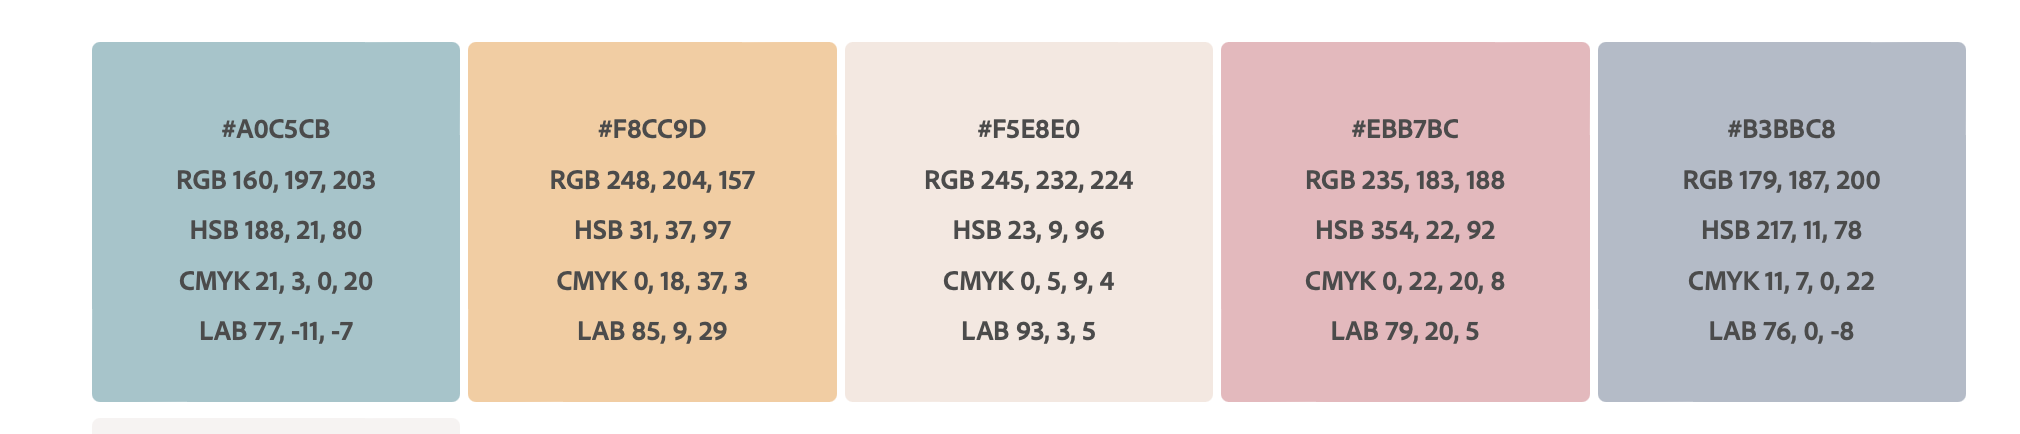 #A0C5CB
RGB 160, 197, 203
HSB 188, 21, 80
CMYK 21, 3, 0, 20
LAB 77, -11, -7
#F8CC9D
RGB 248, 204, 157
HSB 31, 37, 97
CMYK 0, 18, 37, 3
LAB 85, 9, 29
#F5E8E0
RGB 245, 232, 224
HSB 23, 9, 96
CMYK 0, 5, 9, 4
LAB 93, 3, 5
#EBB7BC
RGB 235, 183, 188
HSB 354, 22, 92
CMYK 0, 22, 20, 8
LAB 79, 20, 5
#B3BBC8
RGB 179, 187, 200
HSB 217, 11, 78
CMYK 11, 7, 0, 22
LAB 76, 0, -8